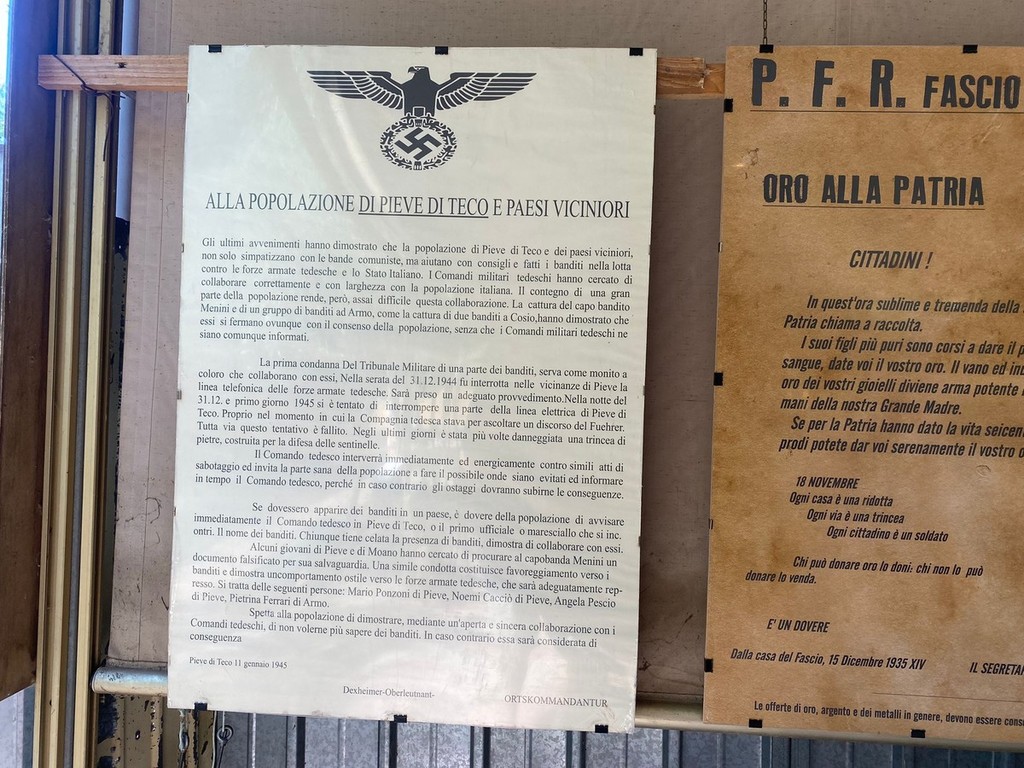 ALLA POPOLAZIONE DI PIEVE DI TECO E PAESI VICINIORI
Gli ultimi avvenimenti hanno dimostrato che la popolazione di Pieve di Teco e dei paesi viciniori,
non solo simpatizzano con le bande comuniste, ma aiutano con consigli e fatti i banditi nella lotta
contro le forze armate tedesche e lo Stato Italiano. I Comandi militari tedeschi hanno cercato di
collaborare correttamente e con larghezza con la popolazione italiana. Il contegno di una gran
parte della popolazione rende, però, assai difficile questa collaborazione. La cattura del capo bandito
Menini e di un gruppo di banditi ad Armo, come la cattura di due banditi a Cosio,hanno dimostrato che
essi si fermano ovunque con il consenso della popolazione, senza che i Comandi militari tedeschi ne
siano comunque informati.
La prima condanna Del Tribunale Militare di una parte dei banditi, serva come monito a
coloro che collaborano con essi, Nella serata del 31.12.1944 fu interrotta nelle vicinanze di Pieve la
linea telefonica delle forze armate tedesche. Sarà preso un adeguato provvedimento.Nella notte del
31.12. e primo giorno 1945 si è tentato di interrompere una parte della linea elettrica di Pieve di
Teco. Proprio nel momento in cui la Compagnia tedesca stava per ascoltare un discorso del Fuehrer.
Tutta via questo tentativo è fallito. Negli ultimi giorni è stata più volte danneggiata una trincea di
pietre, costruita per la difesa delle sentinelle.
Il Comando tedesco interverrà immediatamente ed energicamente contro simili atti di
sabotaggio ed invita la parte sana della popolazione a fare il possibile onde siano evitati ed informare
in tempo il Comando tedesco, perché in caso contrario gli ostaggi dovranno subirne le conseguenze.
Se dovessero apparire dei banditi in un paese, è dovere della popolazione di avvisare
immediatamente il Comando tedesco in Pieve di Teco, o il primo ufficiale o maresciallo che si inc.
ontri. Il nome dei banditi. Chiunque tiene celata la presenza di banditi, dimostra di collaborare con essi.
Alcuni giovani di Pieve e di Moano hanno cercato di procurare al capobanda Menini un
documento falsificato per sua salvaguardia. Una simile condotta costituisce favoreggiamento verso i
banditi e dimostra uncomportamento ostile verso le forze armate tedesche, che sarà adeguatamente rep-
resso. Si tratta delle seguenti persone: Mario Ponzoni di Pieve, Noemi Cacciò di Pieve, Angela Pescio
di Pieve, Pietrina Ferrari di Armo.
Spetta alla popolazione di dimostrare, mediante un'aperta e sincera collaborazione con i
Comandi tedeschi, di non volerne più sapere dei banditi. In caso contrario essa sarà considerata di
conseguenza
Pieve di Teco 11 gennaio 1945
Dexheimer-Oberleutnant-
ORTSKOMMANDANTUR
P. F. R. FASCIO
ORO ALLA PATRIA
CITTADINI !
In quest'ora sublime e tremenda della
Patria chiama a raccolta.
I suoi figli più puri sono corsi a dare il
sangue, date voi il vostro oro. Il vano ed
oro dei vostri gioielli diviene arma potente
mani della nostra Grande Madre.
Se per la Patria hanno dato la vita
prodi potete dar voi serenamente il vostro
18 NOVEMBRE
Ogni casa è una ridotta
Ogni via è una trincea
Ogni cittadino è un soldato
Chi può donare oro lo doni: chi non lo può
donare lo venda.
E' UN DOVERE
Dalla casa del Fascio, 15 Dicembre 1935 XIV
IL
Le offerte di oro, argento e dei metalli in genere, devono essere